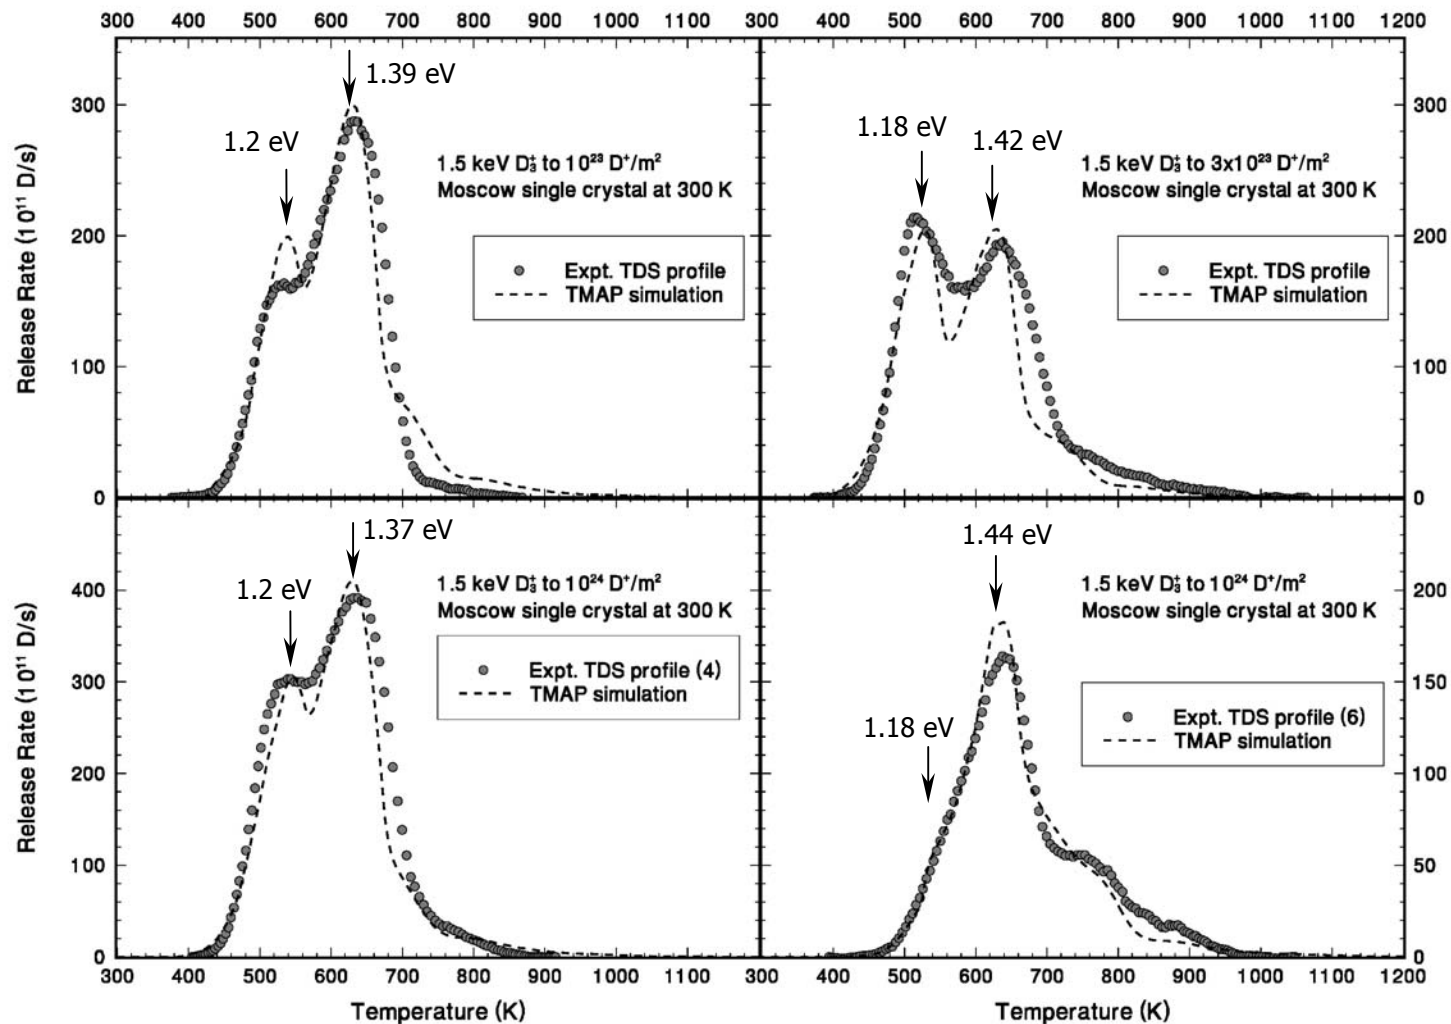 300 400 500 600 700 800 900 1000 1100
300 400 500 600 700 800 900 1000 1100 1200
Release Rate (10¹¹ D/s)
300
200
100
0
1.2 eV
1.39 eV
1.5 keV D₃⁺ to 10²³ D⁺/m²
Moscow single crystal at 300 K
Expt. TDS profile
TMAP simulation
1.18 eV
1.42 eV
1.5 keV D₃⁺ to 3x10²³ D⁺/m²
Moscow single crystal at 300 K
Expt. TDS profile
TMAP simulation
300
200
100
0
Release Rate (10¹¹ D/s)
400
300
200
100
0
1.2 eV
1.37 eV
1.5 keV D₃⁺ to 10²⁴ D⁺/m²
Moscow single crystal at 300 K
Expt. TDS profile (4)
TMAP simulation
1.44 eV
1.18 eV
1.5 keV D₃⁺ to 10²⁴ D⁺/m²
Moscow single crystal at 300 K
Expt. TDS profile (6)
TMAP simulation
200
150
100
50
0
300 400 500 600 700 800 900 1000 1100
300 400 500 600 700 800 900 1000 1100 1200
Temperature (K)
Temperature (K)